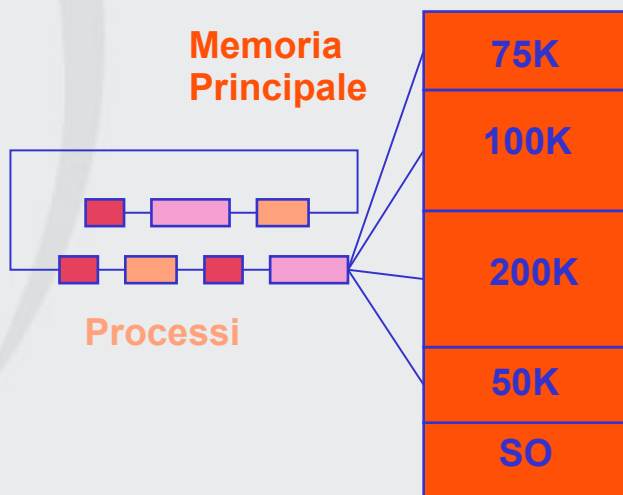 Memoria
Principale
75K
100K
200K
Processi
50K
SO